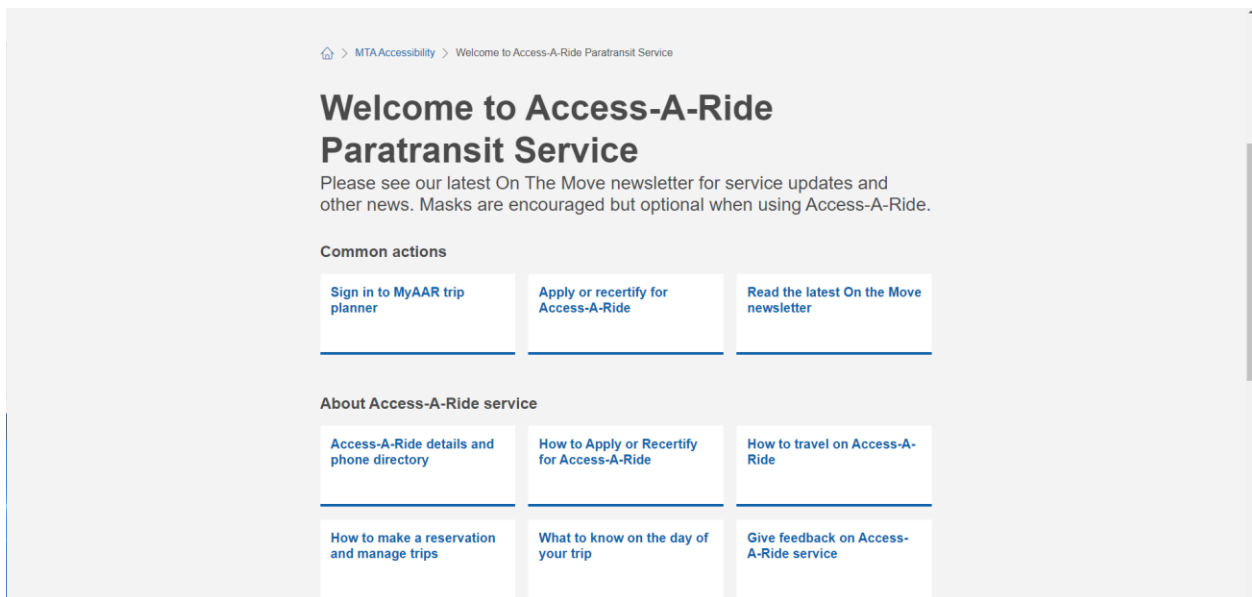 MTA Accessibility > Welcome to Access-A-Ride Paratransit Service
Welcome to Access-A-Ride
Paratransit Service
Please see our latest On The Move newsletter for service updates and
other news. Masks are encouraged but optional when using Access-A-Ride.
Common actions
Sign in to MyAAR trip
planner
Apply or recertify for
Access-A-Ride
Read the latest On the Move
newsletter
About Access-A-Ride service
Access-A-Ride details and
phone directory
How to Apply or Recertify
for Access-A-Ride
How to travel on Access-A-
Ride
How to make a reservation
and manage trips
What to know on the day of
your trip
Give feedback on Access-
A-Ride service